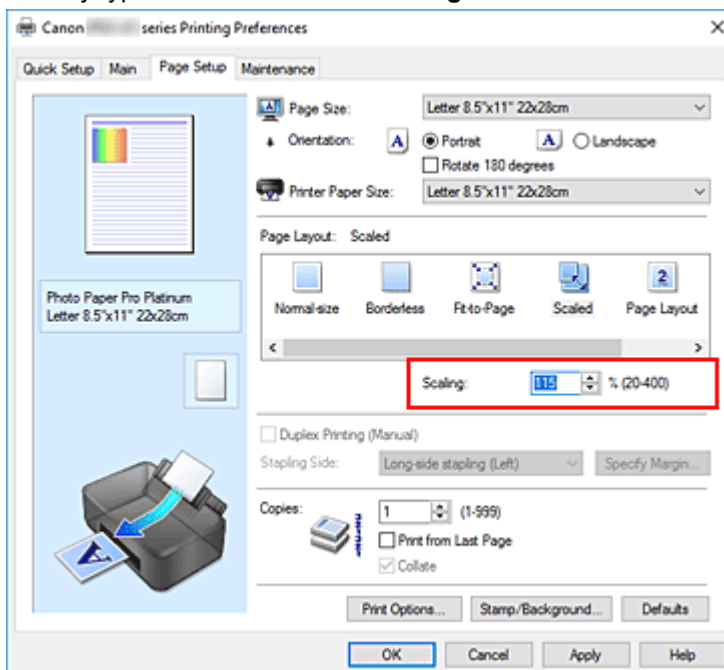 Canon series Printing Preferences
Quick Setup Main Page Setup Maintenance
Page Size: Letter 8.5"x11" 22x28cm
Orientation: A Portrait A Landscape
Rotate 180 degrees
Printer Paper Size: Letter 8.5"x11" 22x28cm
Page Layout: Scaled
Normal-size Borderless Fit-to-Page Scaled 2 Page Layout
Photo Paper Pro Platinum
Letter 8.5"x11" 22x28cm
Scaling: 115 % (20-400)
Duplex Printing (Manual)
Stapling Side: Long-side stapling (Left) Specify Margin...
Copies: 1 (1-999)
Print from Last Page
Collate
A
Print Options... Stamp/Background... Defaults
OK Cancel Apply Help